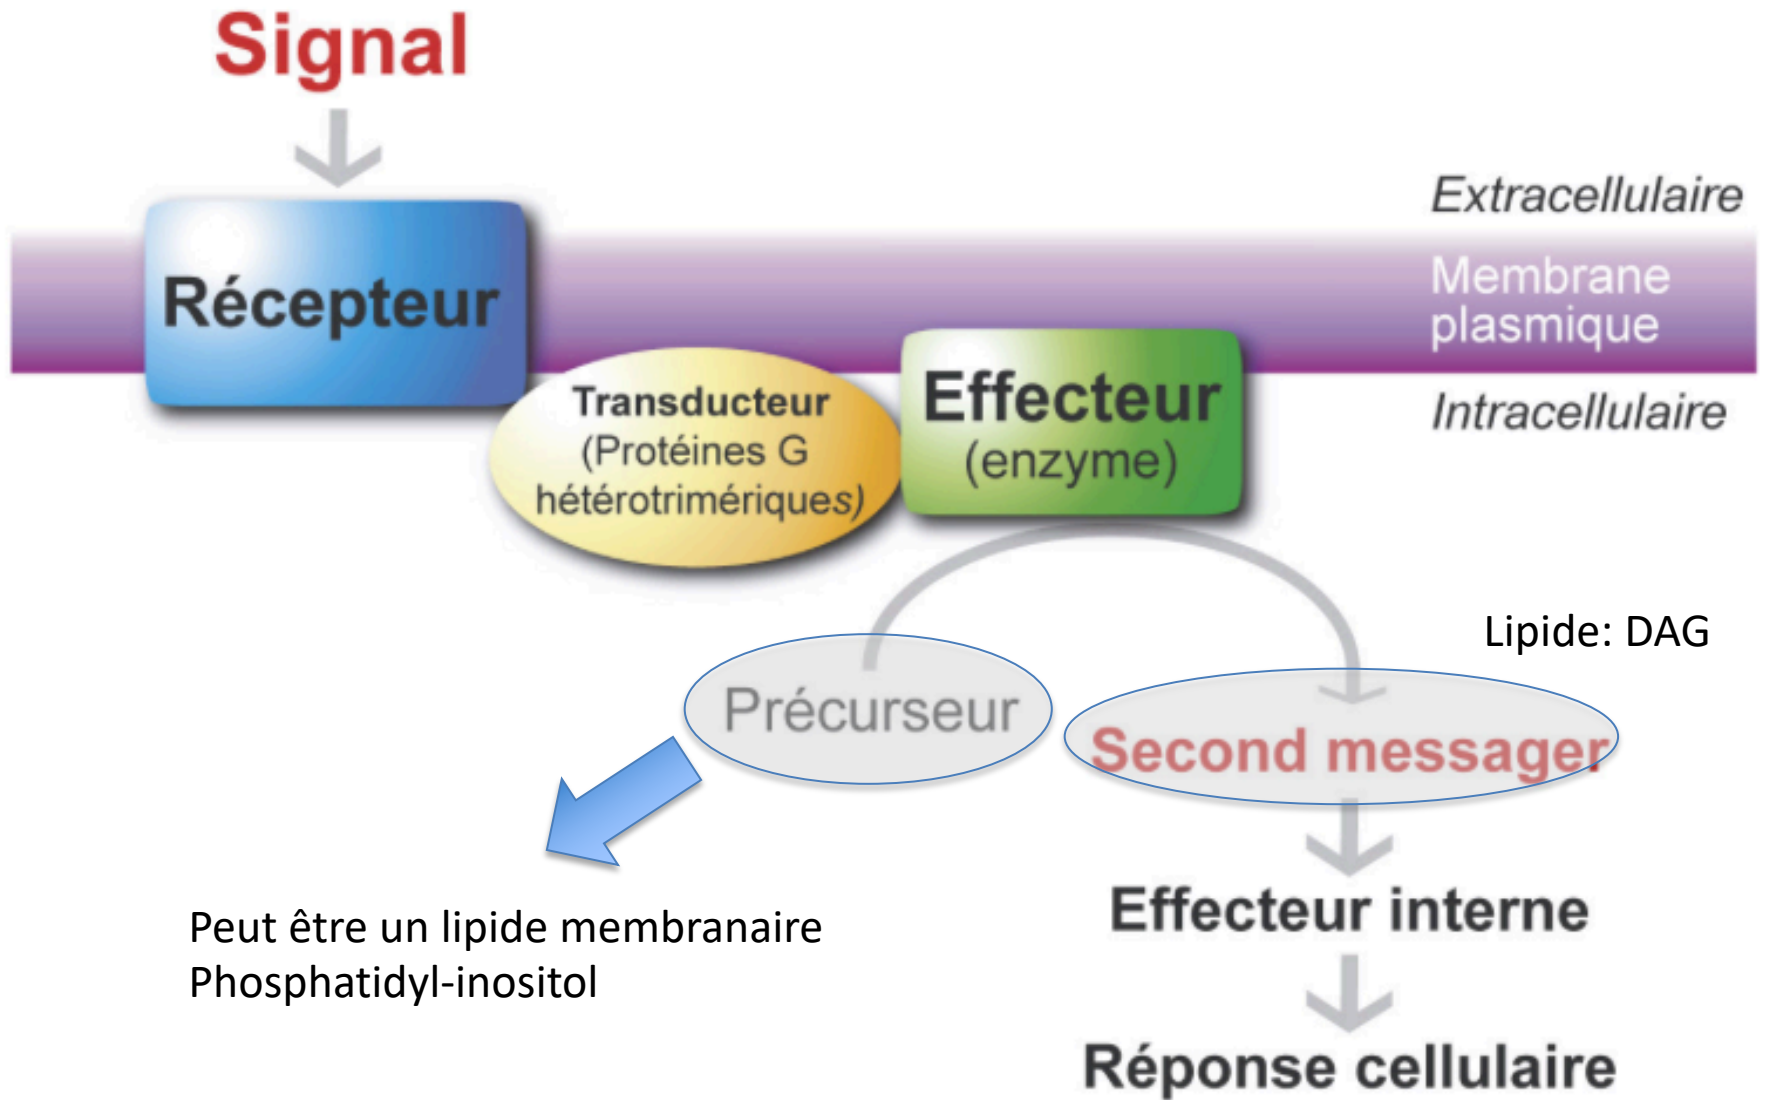 Signal
Extracellulaire
Récepteur
Membrane
plasmique
Transducteur
(Protéines G
hétérotrimériques)
Effecteur
(enzyme)
Intracellulaire
Lipide: DAG
Précurseur
Second messager
Peut être un lipide membranaire
Phosphatidyl-inositol
Effecteur interne
Réponse cellulaire